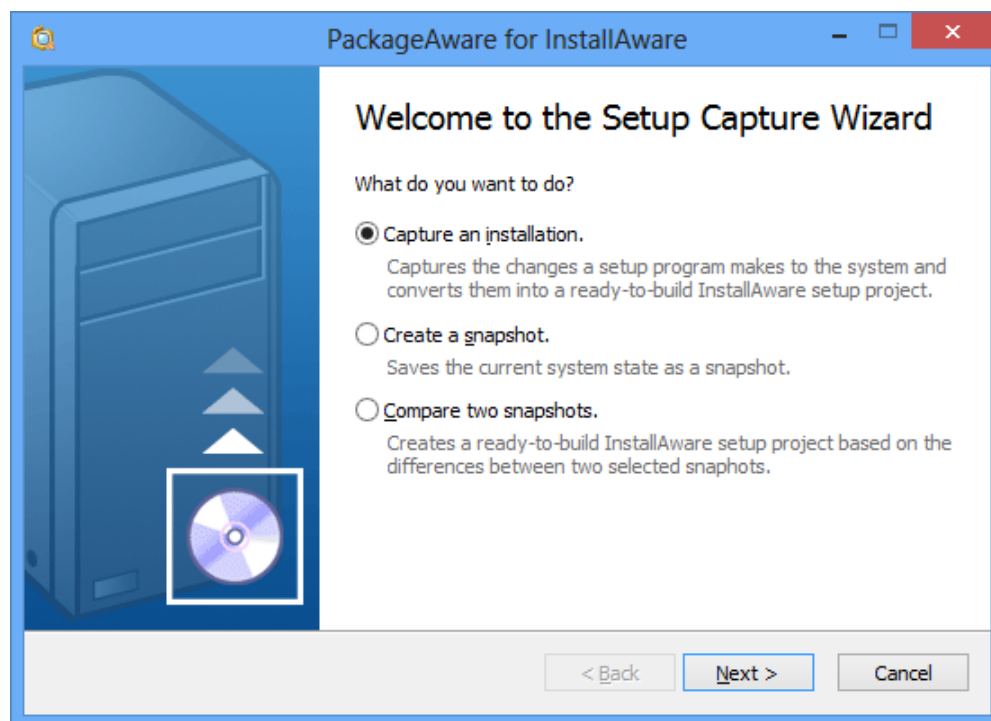 PackageAware for InstallAware
Welcome to the Setup Capture Wizard
What do you want to do?
Capture an installation.
Captures the changes a setup program makes to the system and
converts them into a ready-to-build InstallAware setup project.
Create a snapshot.
Saves the current system state as a snapshot.
Compare two snapshots.
Creates a ready-to-build InstallAware setup project based on the
differences between two selected snaphots.
< Back
Next >
Cancel